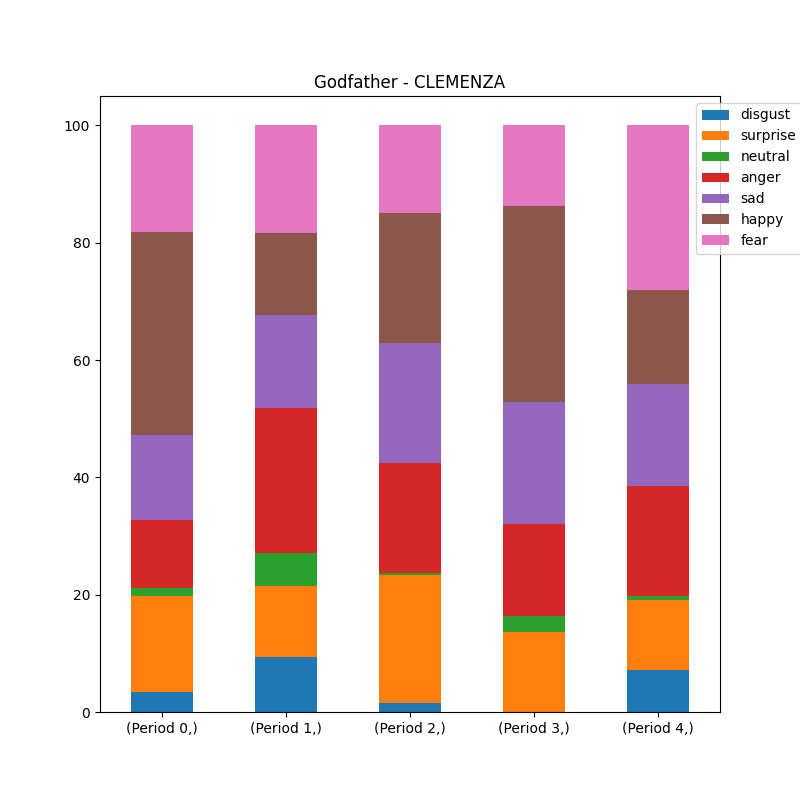 Godfather - CLEMENZA
disgust
surprise
neutral
anger
sad
happy
fear
100
80
60
40
20
0
(Period 0,)
(Period 1,)
(Period 2,)
(Period 3,)
(Period 4,)